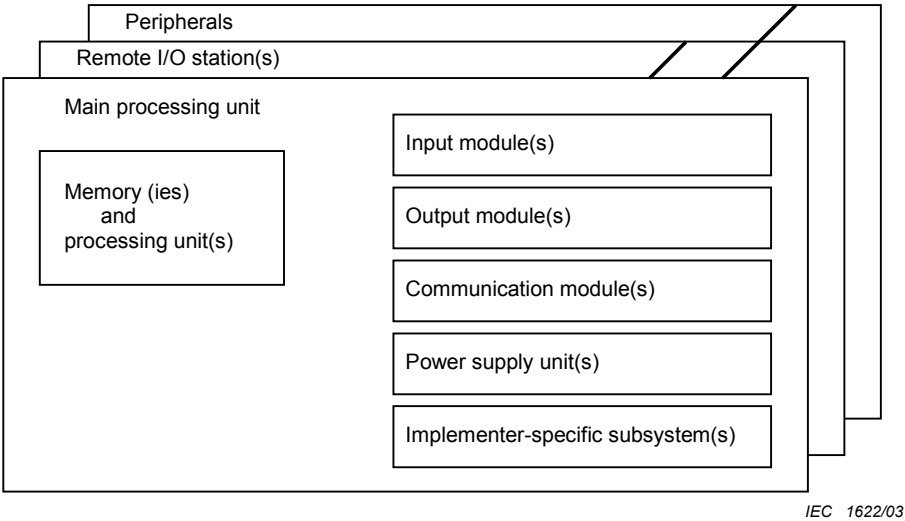 Peripherals
Remote I/O station(s)
Main processing unit
Memory (ies)
and
processing unit(s)
Input module(s)
Output module(s)
Communication module(s)
Power supply unit(s)
Implementer-specific subsystem(s)
IEC 1622/03